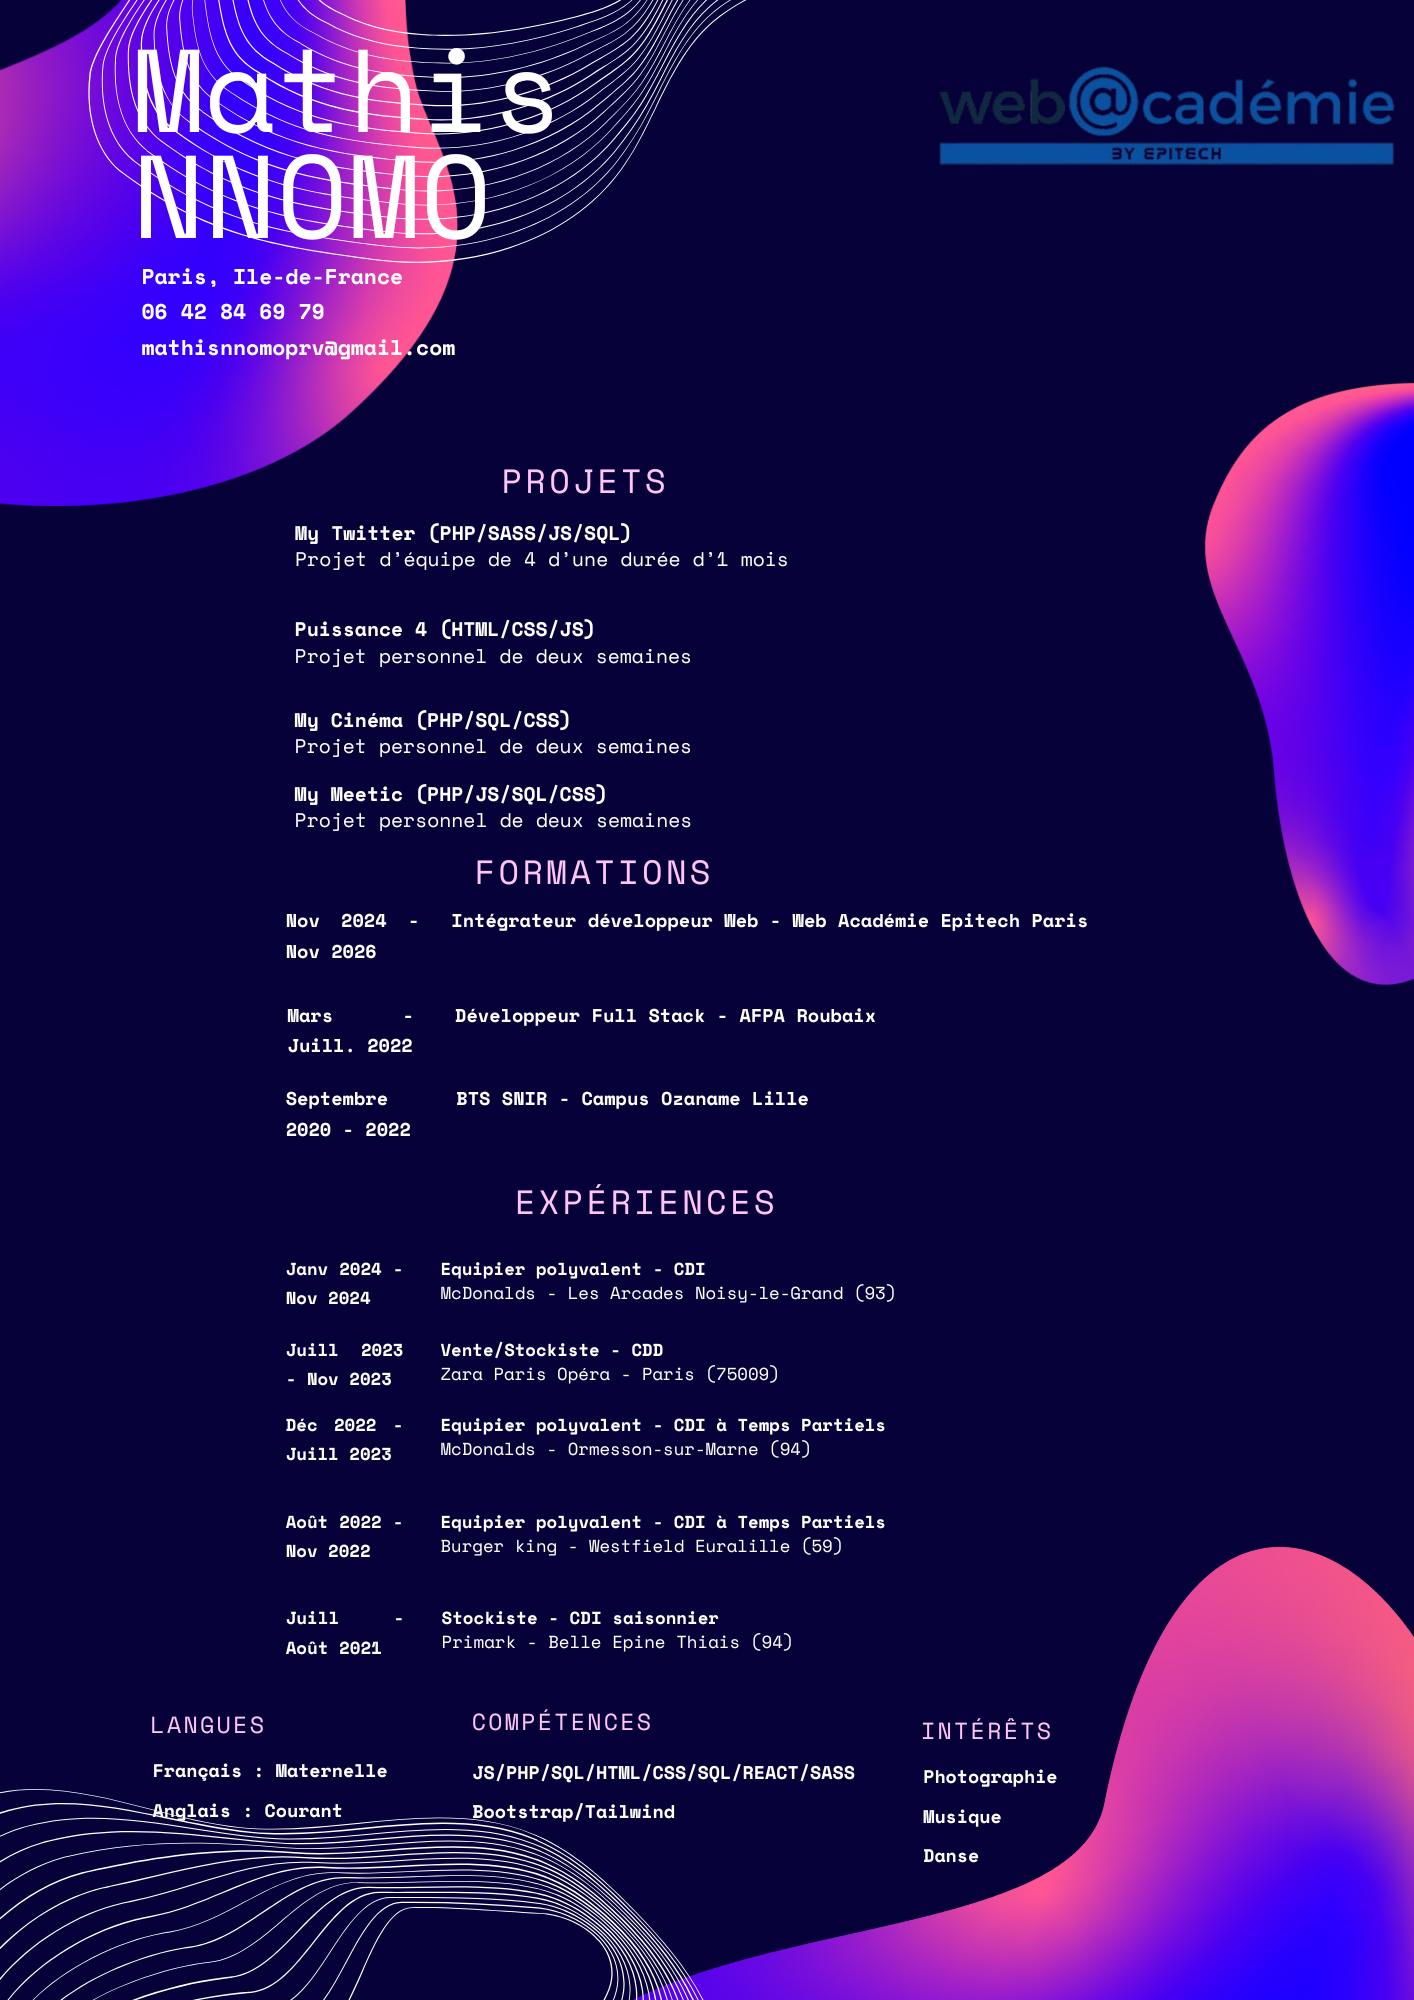 Mathis
NNOMO
web@cadémie
BY EPITECH
Paris, Ile-de-France
06 42 84 69 79
mathisnnomoprv@gmail.com
PROJETS
My Twitter (PHP/SASS/JS/SQL)
Projet d’équipe de 4 d’une durée d’1 mois
Puissance 4 (HTML/CSS/JS)
Projet personnel de deux semaines
My Cinéma (PHP/SQL/CSS)
Projet personnel de deux semaines
My Meetic (PHP/JS/SQL/CSS)
Projet personnel de deux semaines
FORMATIONS
Nov 2024 - Intégrateur développeur Web - Web Académie Epitech Paris
Nov 2026
Mars - Développeur Full Stack - AFPA Roubaix
Juill. 2022
Septembre BTS SNIR - Campus Ozaname Lille
2020 - 2022
EXPÉRIENCES
Janv 2024 - Equipier polyvalent - CDI
Nov 2024 McDonalds - Les Arcades Noisy-le-Grand (93)
Juill 2023 Vente/Stockiste - CDD
- Nov 2023 Zara Paris Opéra - Paris (75009)
Déc 2022 - Equipier polyvalent - CDI à Temps Partiels
Juill 2023 McDonalds - Ormesson-sur-Marne (94)
Août 2022 - Equipier polyvalent - CDI à Temps Partiels
Nov 2022 Burger king - Westfield Euralille (59)
Juill - Stockiste - CDI saisonnier
Août 2021 Primark - Belle Epine Thiais (94)
LANGUES
Français : Maternelle
Anglais : Courant
COMPÉTENCES
JS/PHP/SQL/HTML/CSS/SQL/REACT/SASS
Bootstrap/Tailwind
INTÉRÊTS
Photographie
Musique
Danse